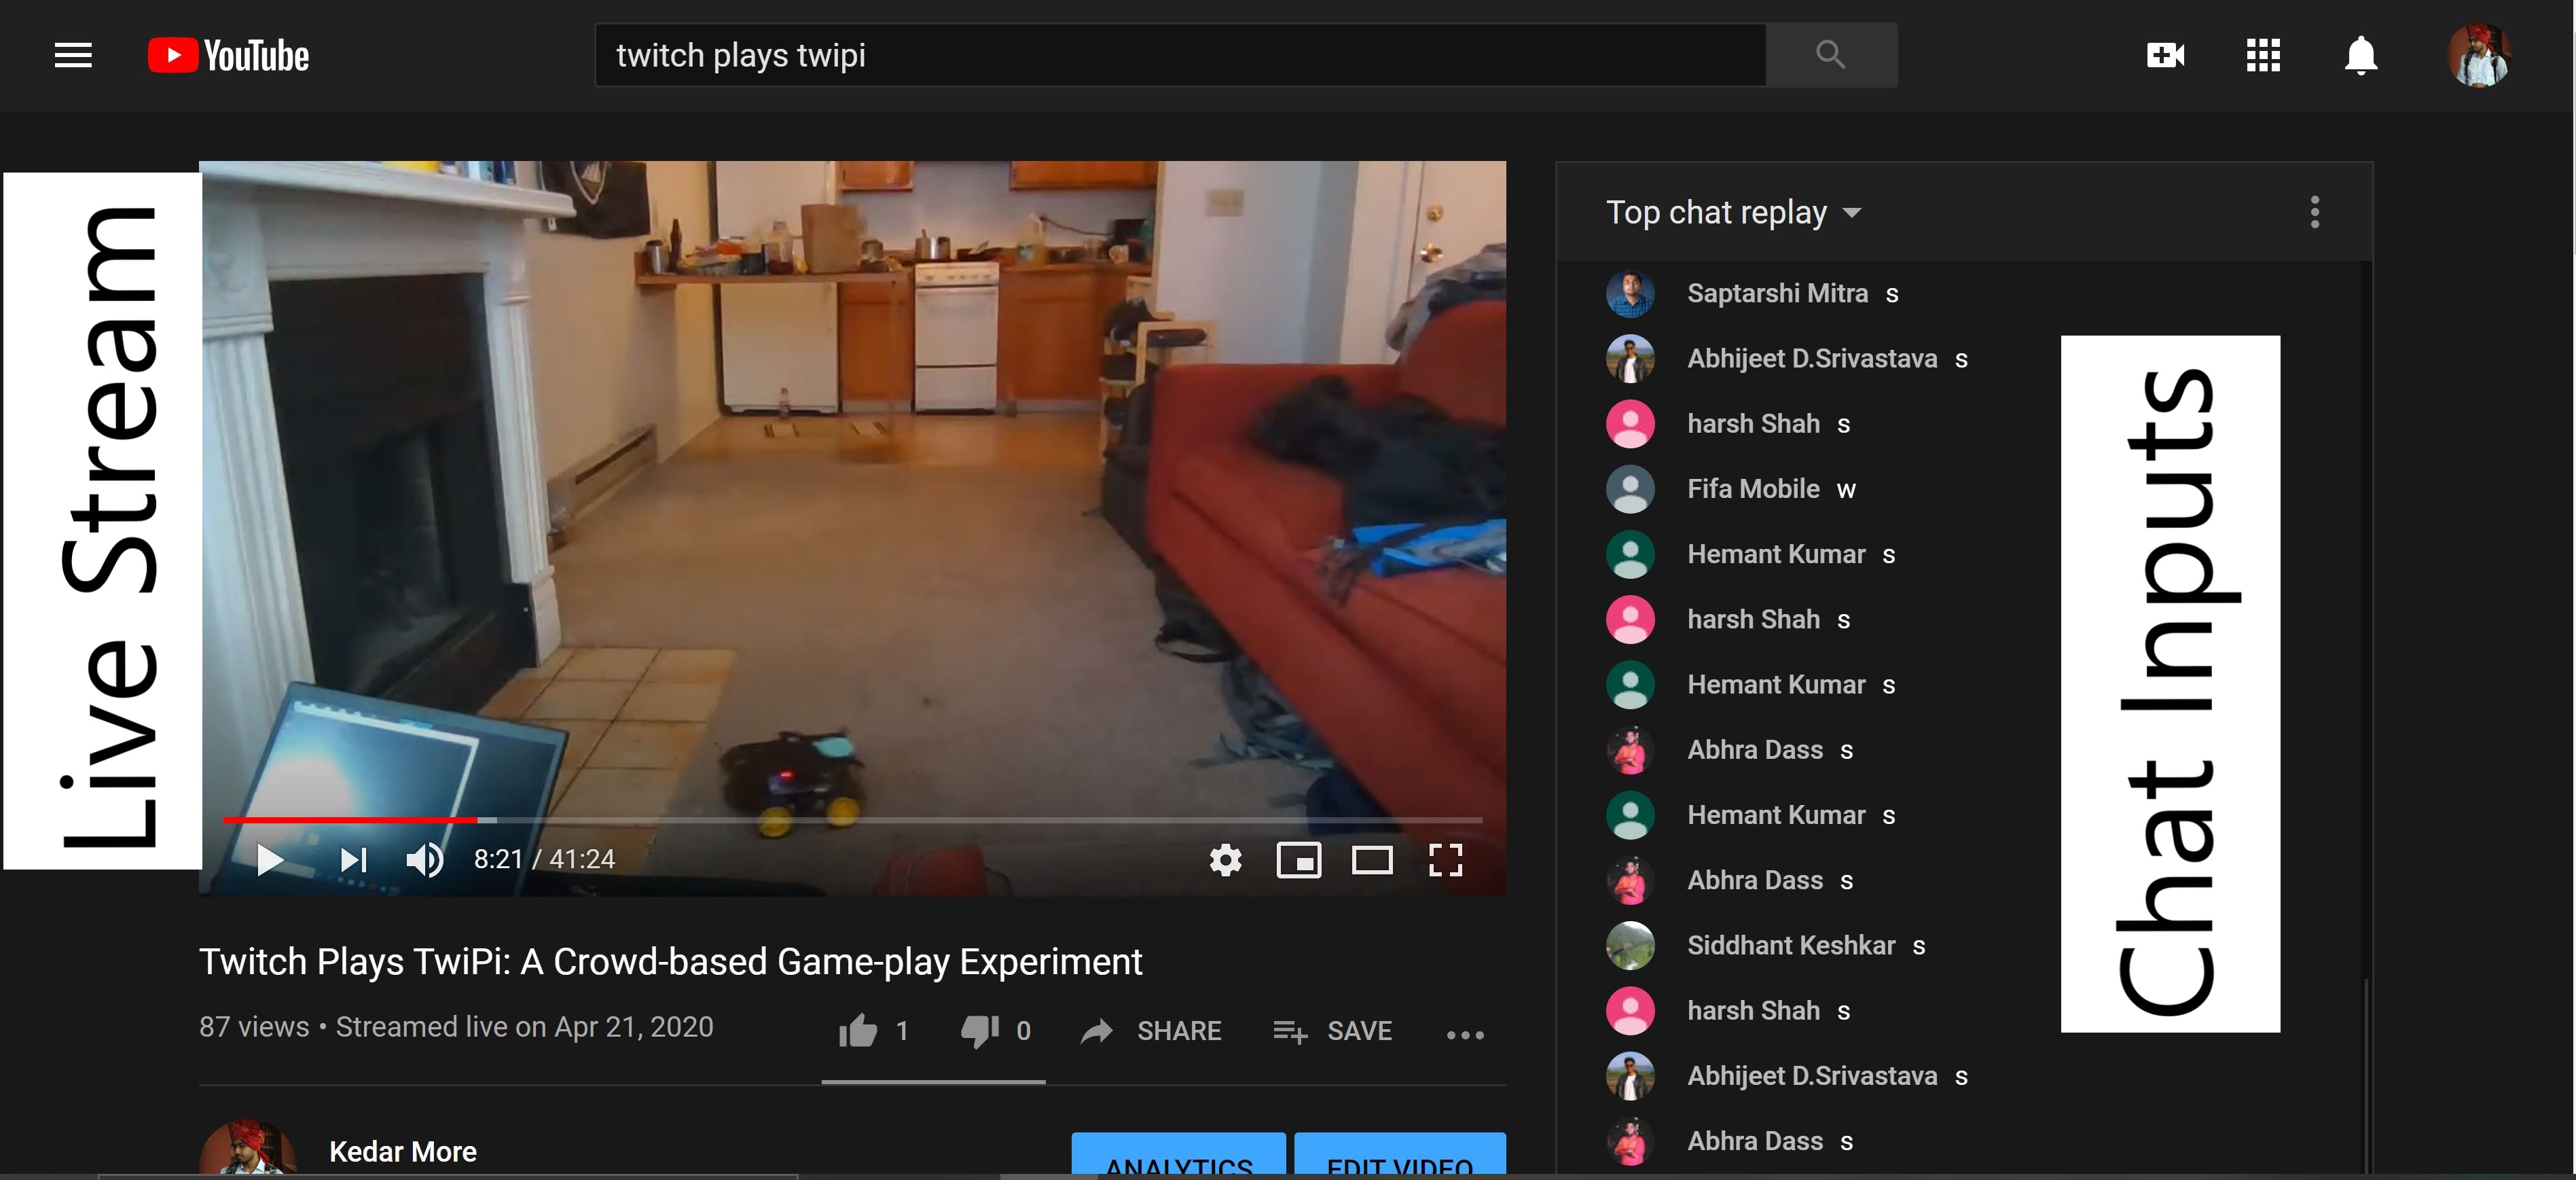 YouTube
twitch plays twipi
Live Stream
8:21 / 41:24
Twitch Plays TwiPi: A Crowd-based Game-play Experiment
87 views • Streamed live on Apr 21, 2020
1
0
SHARE
SAVE
Kedar More
ANALYTICS
EDIT VIDEO
Top chat replay
Saptarshi Mitra s
Abhijeet D.Srivastava s
harsh Shah s
Fifa Mobile w
Hemant Kumar s
harsh Shah s
Hemant Kumar s
Abhra Dass s
Hemant Kumar s
Abhra Dass s
Siddhant Keshkar s
harsh Shah s
Abhijeet D.Srivastava s
Abhra Dass s
Chat Inputs